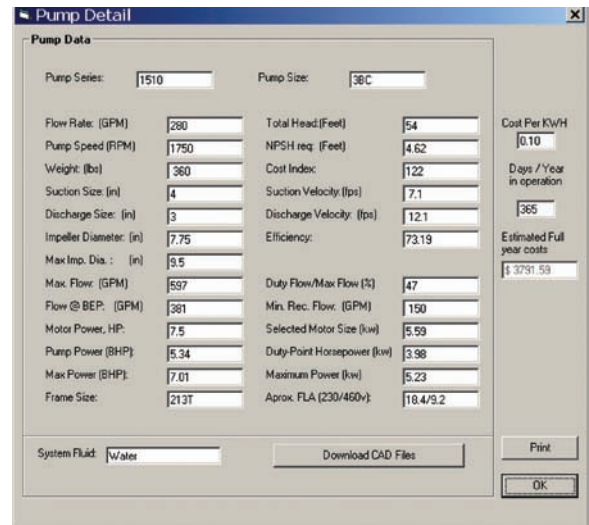 Pump Detail
Pump Data
Pump Series: 1510 Pump Size: 3BC
Flow Rate: (GPM) 280 Total Head:(Feet) 54
Pump Speed (RPM) 1750 NPSH req: (Feet) 4.62
Weight: (lbs) 360 Cost Index: 122
Suction Size: (in) 4 Suction Velocity: (fps) 7.1
Discharge Size: (in) 3 Discharge Velocity: (fps) 12.1
Impeller Diameter: (in) 7.75 Efficiency: 73.19
Max Imp. Dia. : (in) 9.5
Max. Flow: (GPM) 597 Duty Flow/Max Flow (%) 47
Flow @ BEP: (GPM) 381 Min. Rec. Flow: (GPM) 150
Motor Power, HP: 7.5 Selected Motor Size (kw) 5.59
Pump Power (BHP): 5.34 Duty-Point Horsepower (kw) 3.98
Max Power (BHP): 7.01 Maximum Power (kw) 5.23
Frame Size: 213T Aprox. FLA (230/460v): 18.4/9.2
System Fluid: Water Download CAD Files
Cost Per KWH
0.10
Days / Year
in operation
365
Estimated Full
year costs
$ 3791.59
Print
OK